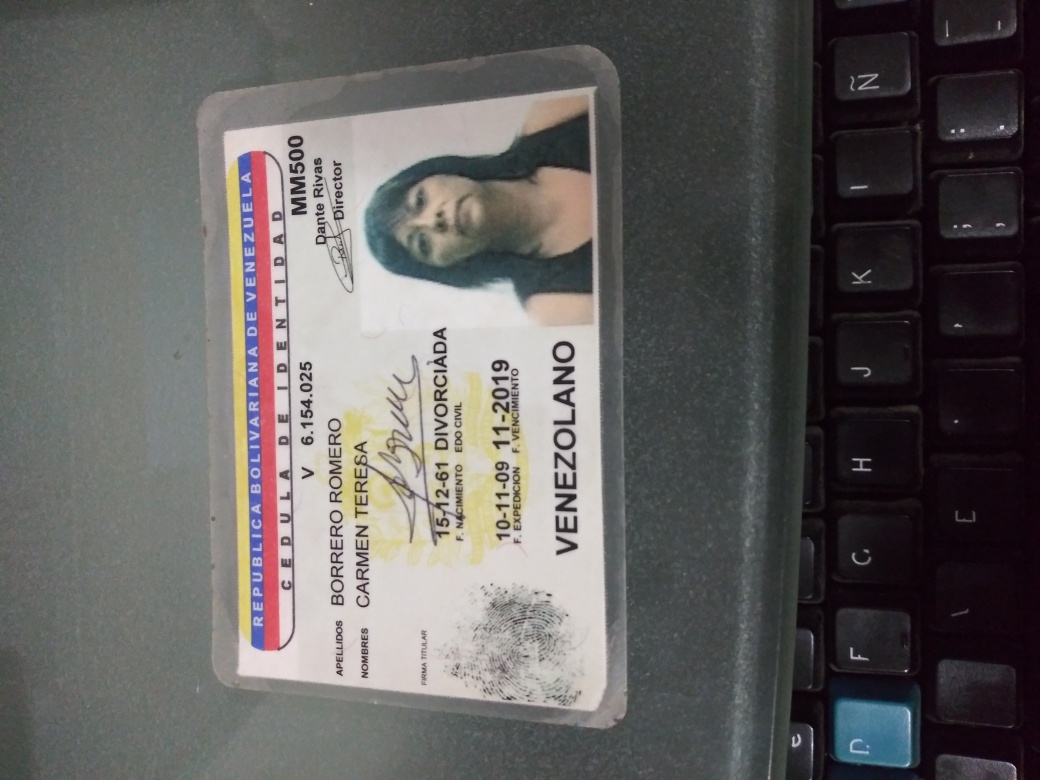 REPUBLICA BOLIVARIANA DE VENEZUELA
CEDULA DE IDENTIDAD
V 6.154.025
MM500
Dante Rivas
Director
APELLIDOS BORRERO ROMERO
NOMBRES CARMEN TERESA
FIRMA TITULAR
15-12-61 DIVORCIADA
F. NACIMIENTO EDO CIVIL
10-11-09 11-2019
F. EXPEDICION F. VENCIMIENTO
VENEZOLANO
D F H J K Ñ
; :
,